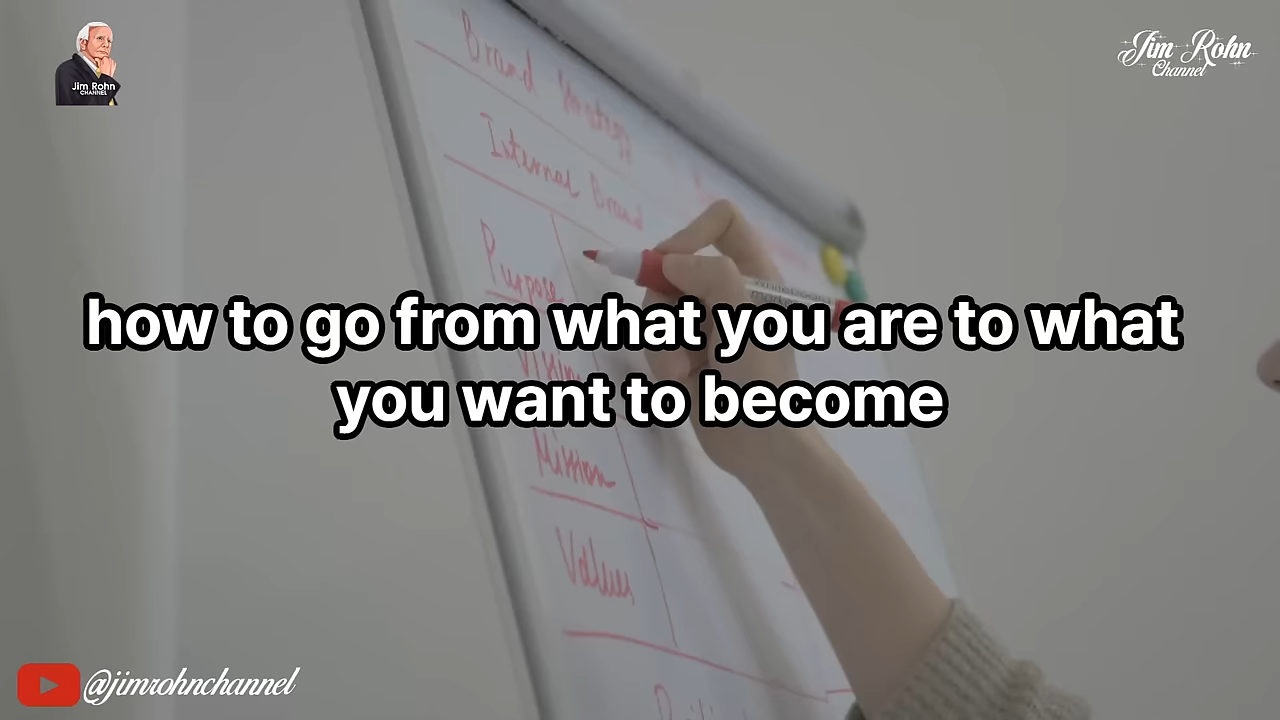 Jim Rohn
CHANNEL
Jim Rohn
Channel
Brand Strategy
Internal Brand
Purpose
how to go from what you are to what
you want to become
Vision
Mission
Values
@jimrohnchannel